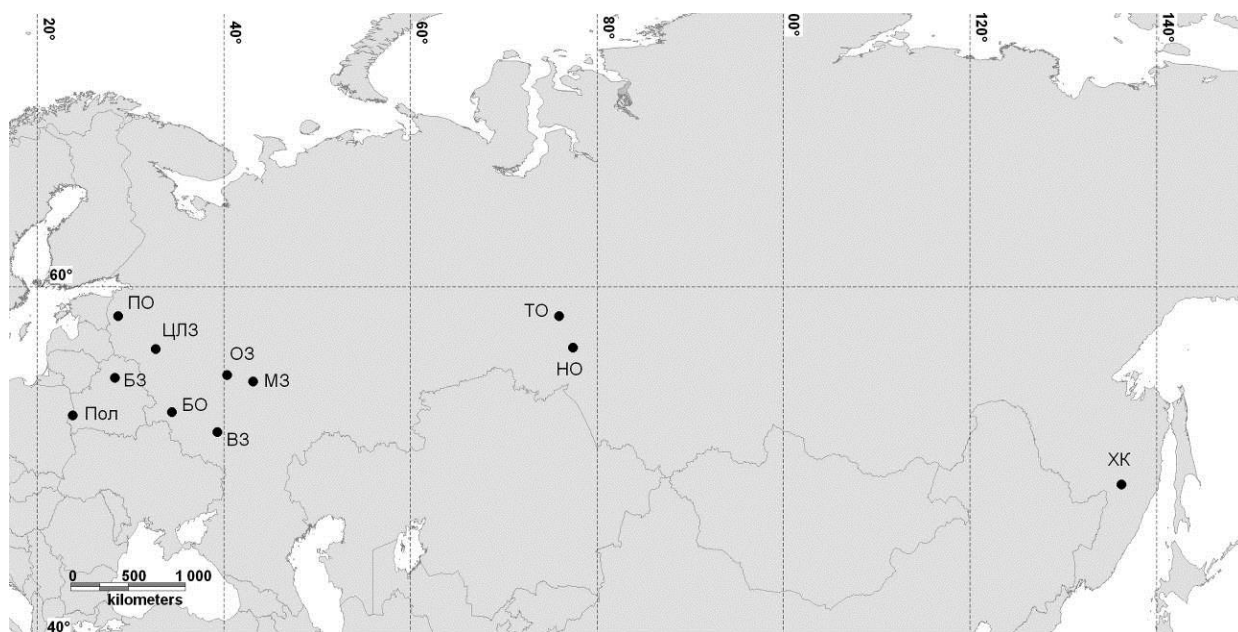 20°
40°
60°
80°
00°
120°
140°
60°
ПО
ЦЛЗ
ОЗ
МЗ
БЗ
БО
Пол
ВЗ
ТО
НО
ХК
0 500 1 000
kilometers
40°